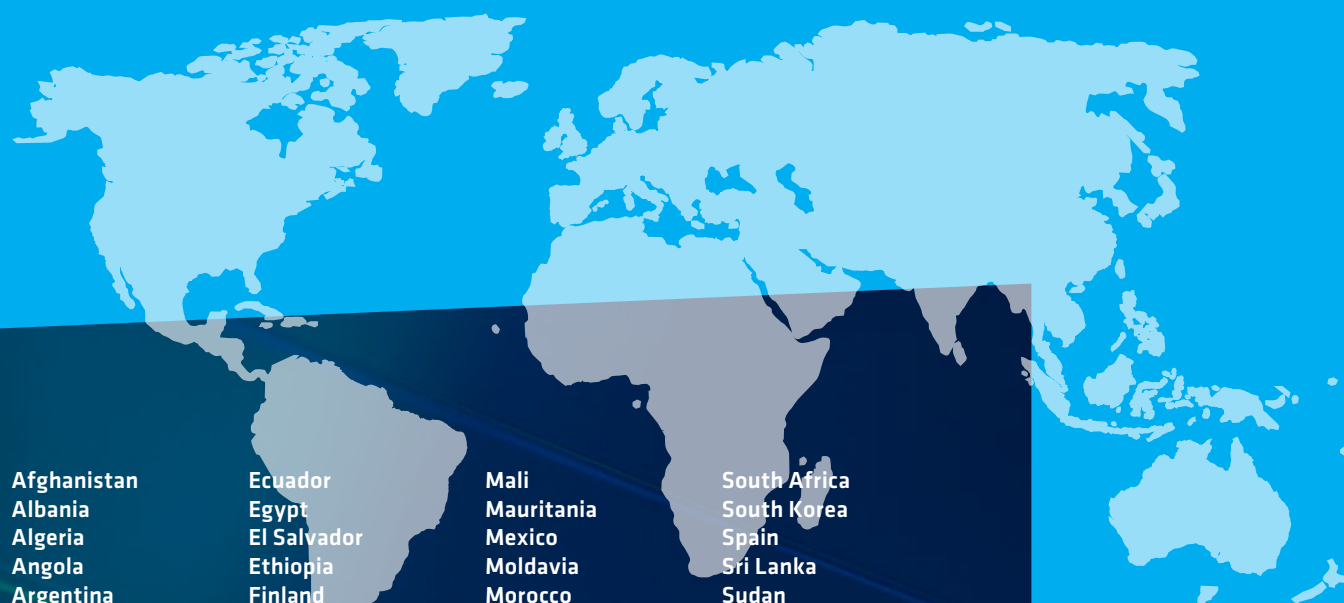 Afghanistan
Albania
Algeria
Angola
Argentina
Ecuador
Egypt
El Salvador
Ethiopia
Finland
Mali
Mauritania
Mexico
Moldavia
Morocco
South Africa
South Korea
Spain
Sri Lanka
Sudan